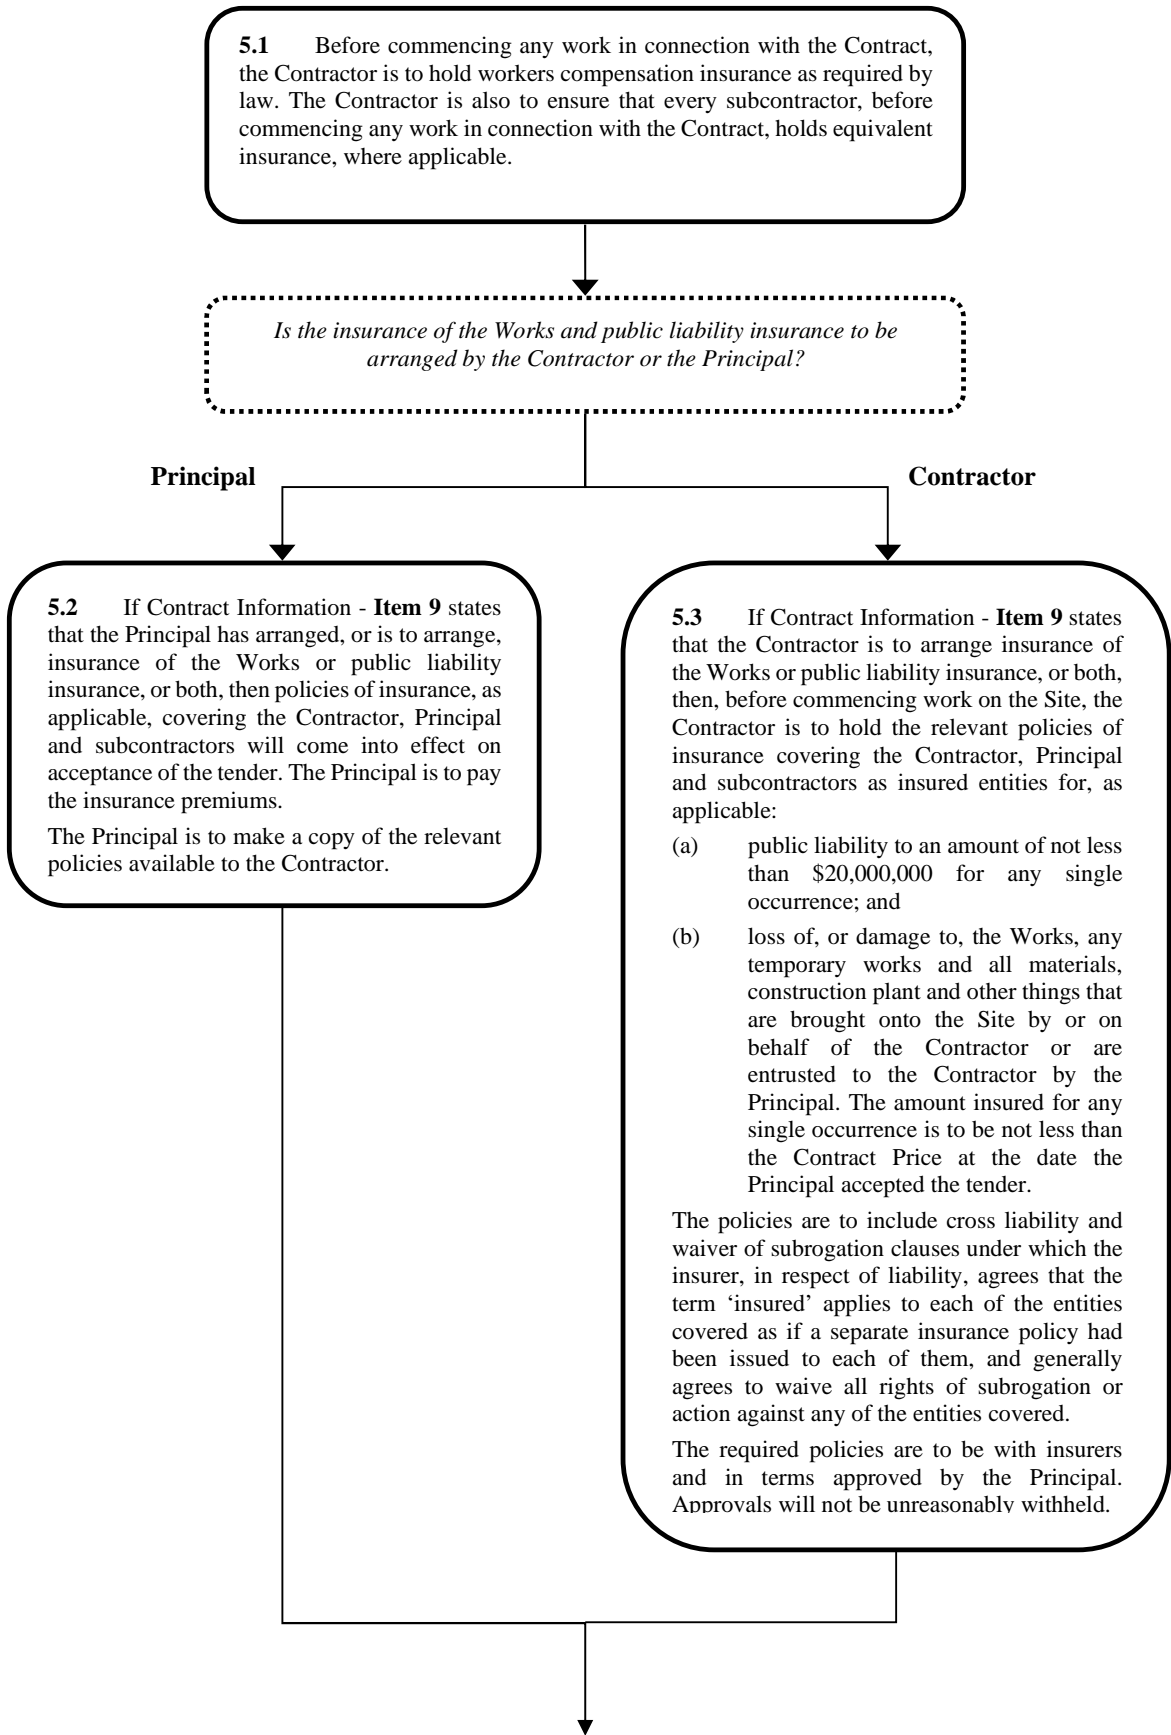 5.1 Before commencing any work in connection with the Contract,
the Contractor is to hold workers compensation insurance as required by
law. The Contractor is also to ensure that every subcontractor, before
commencing any work in connection with the Contract, holds equivalent
insurance, where applicable.
Is the insurance of the Works and public liability insurance to be
arranged by the Contractor or the Principal?
Principal
Contractor
5.2 If Contract Information - Item 9 states
that the Principal has arranged, or is to arrange,
insurance of the Works or public liability
insurance, or both, then policies of insurance, as
applicable, covering the Contractor, Principal
and subcontractors will come into effect on
acceptance of the tender. The Principal is to pay
the insurance premiums.
The Principal is to make a copy of the relevant
policies available to the Contractor.
5.3 If Contract Information - Item 9 states
that the Contractor is to arrange insurance of
the Works or public liability insurance, or both,
then, before commencing work on the Site, the
Contractor is to hold the relevant policies of
insurance covering the Contractor, Principal
and subcontractors as insured entities for, as
applicable:
(a) public liability to an amount of not less
than $20,000,000 for any single
occurrence; and
(b) loss of, or damage to, the Works, any
temporary works and all materials,
construction plant and other things that
are brought onto the Site by or on
behalf of the Contractor or are
entrusted to the Contractor by the
Principal. The amount insured for any
single occurrence is to be not less than
the Contract Price at the date the
Principal accepted the tender.
The policies are to include cross liability and
waiver of subrogation clauses under which the
insurer, in respect of liability, agrees that the
term ‘insured’ applies to each of the entities
covered as if a separate insurance policy had
been issued to each of them, and generally
agrees to waive all rights of subrogation or
action against any of the entities covered.
The required policies are to be with insurers
and in terms approved by the Principal.
Approvals will not be unreasonably withheld.